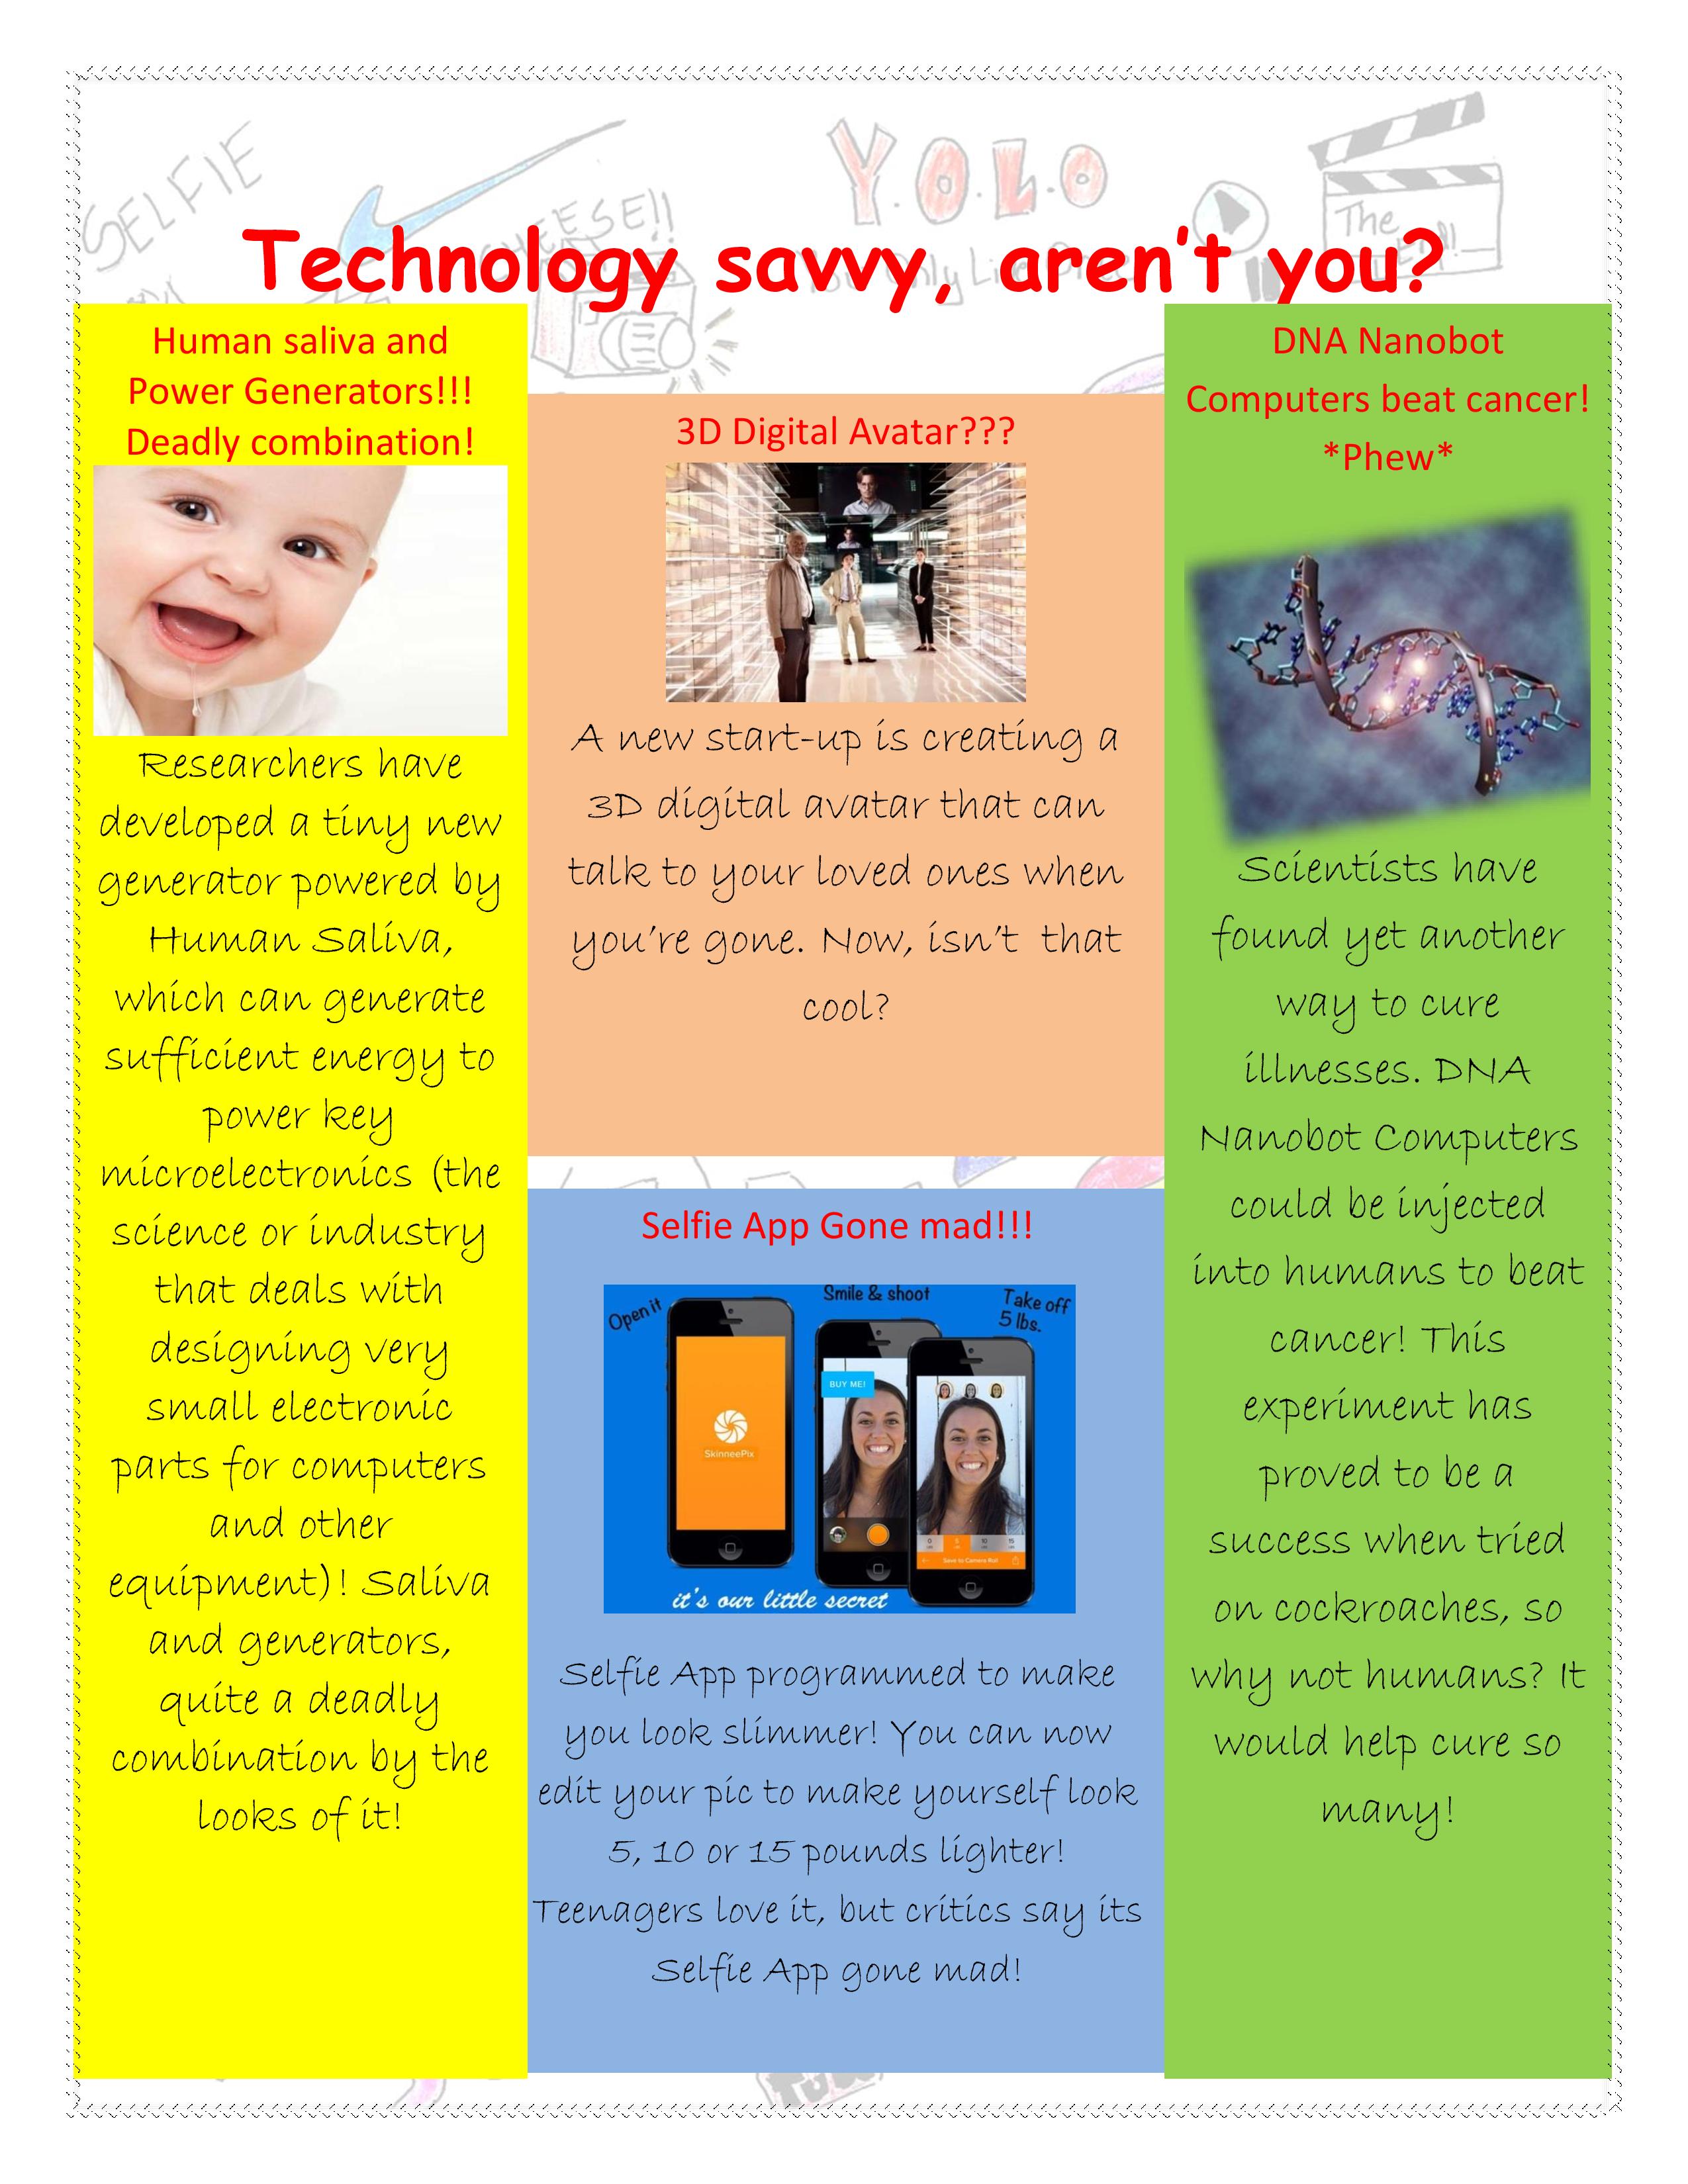 SELFIE
CHEESE!!
Y.O.L.O
The
Technology savvy, aren't you?
Human saliva and
Power Generators!!!
Deadly combination!
Researchers have
developed a tiny new
generator powered by
Human Saliva,
which can generate
sufficient energy to
power key
microelectronics (the
science or industry
that deals with
designing very
small electronic
parts for computers
and other
equipment)! Saliva
and generators,
quite a deadly
combination by the
looks of it!
3D Digital Avatar???
A new start-up is creating a
3D digital avatar that can
talk to your loved ones when
you're gone. Now, isn't that
cool?
Selfie App Gone mad!!!
Open it
Smile & shoot
Take off
5 lbs.
BUY ME!
SkinneePix
Save to Camera Roll
it's our little secret
Selfie App programmed to make
you look slimmer! You can now
edit your pic to make yourself look
5, 10 or 15 pounds lighter!
Teenagers love it, but critics say its
Selfie App gone mad!
DNA Nanobot
Computers beat cancer!
*Phew*
Scientists have
found yet another
way to cure
illnesses. DNA
Nanobot Computers
could be injected
into humans to beat
cancer! This
experiment has
proved to be a
success when tried
on cockroaches, so
why not humans? It
would help cure so
many!